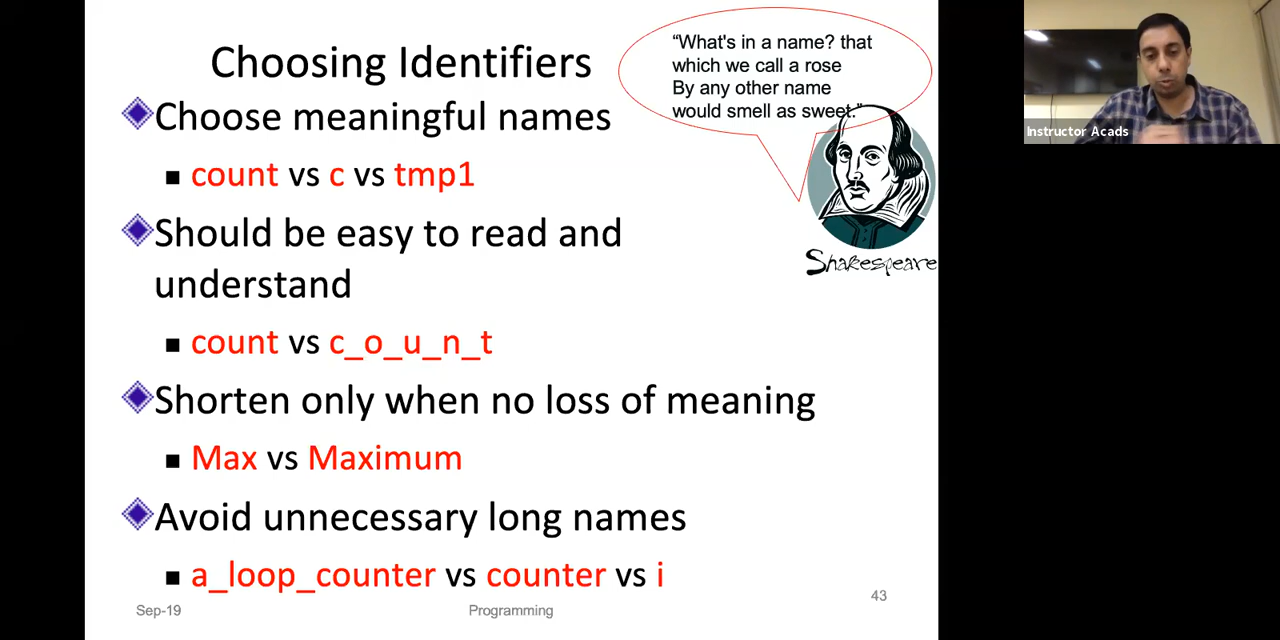 Choosing Identifiers
“What's in a name? that
which we call a rose
By any other name
would smell as sweet.”
Choose meaningful names
count vs c vs tmp1
Should be easy to read and
understand
count vs c_o_u_n_t
Shorten only when no loss of meaning
Max vs Maximum
Avoid unnecessary long names
a_loop_counter vs counter vs i
Shakespeare
Sep-19
Programming
43
Instructor Acads